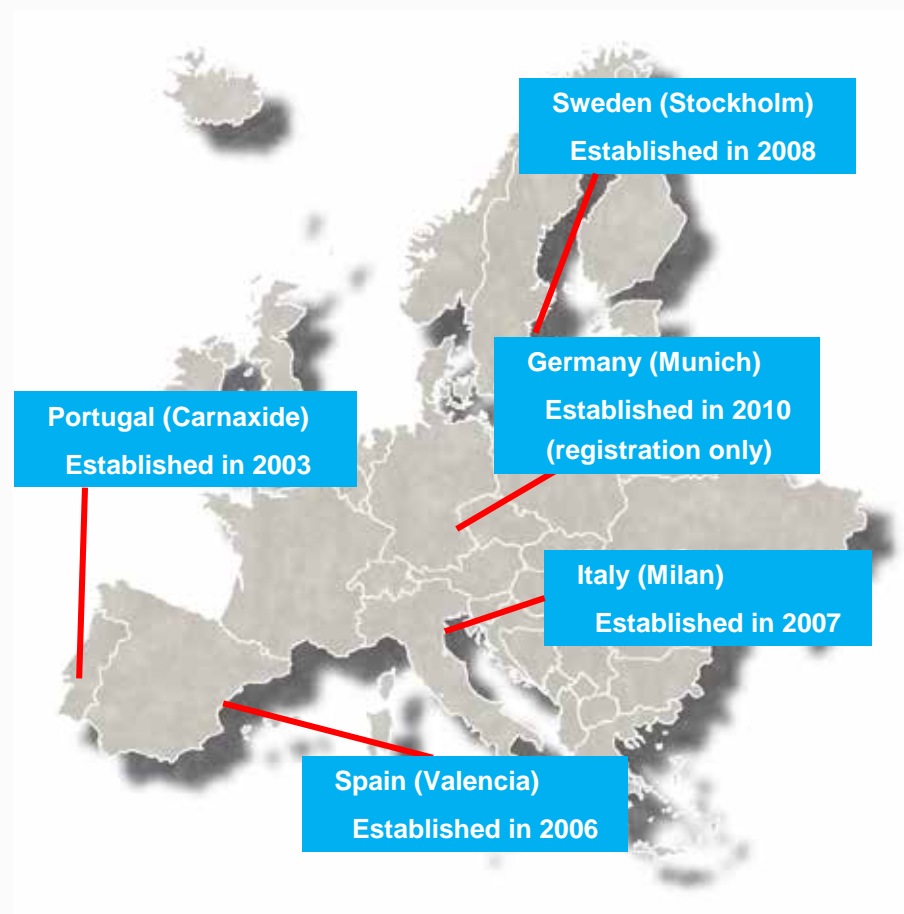 Sweden (Stockholm)
Established in 2008
Germany (Munich)
Established in 2010
(registration only)
Portugal (Carnaxide)
Established in 2003
Italy (Milan)
Established in 2007
Spain (Valencia)
Established in 2006